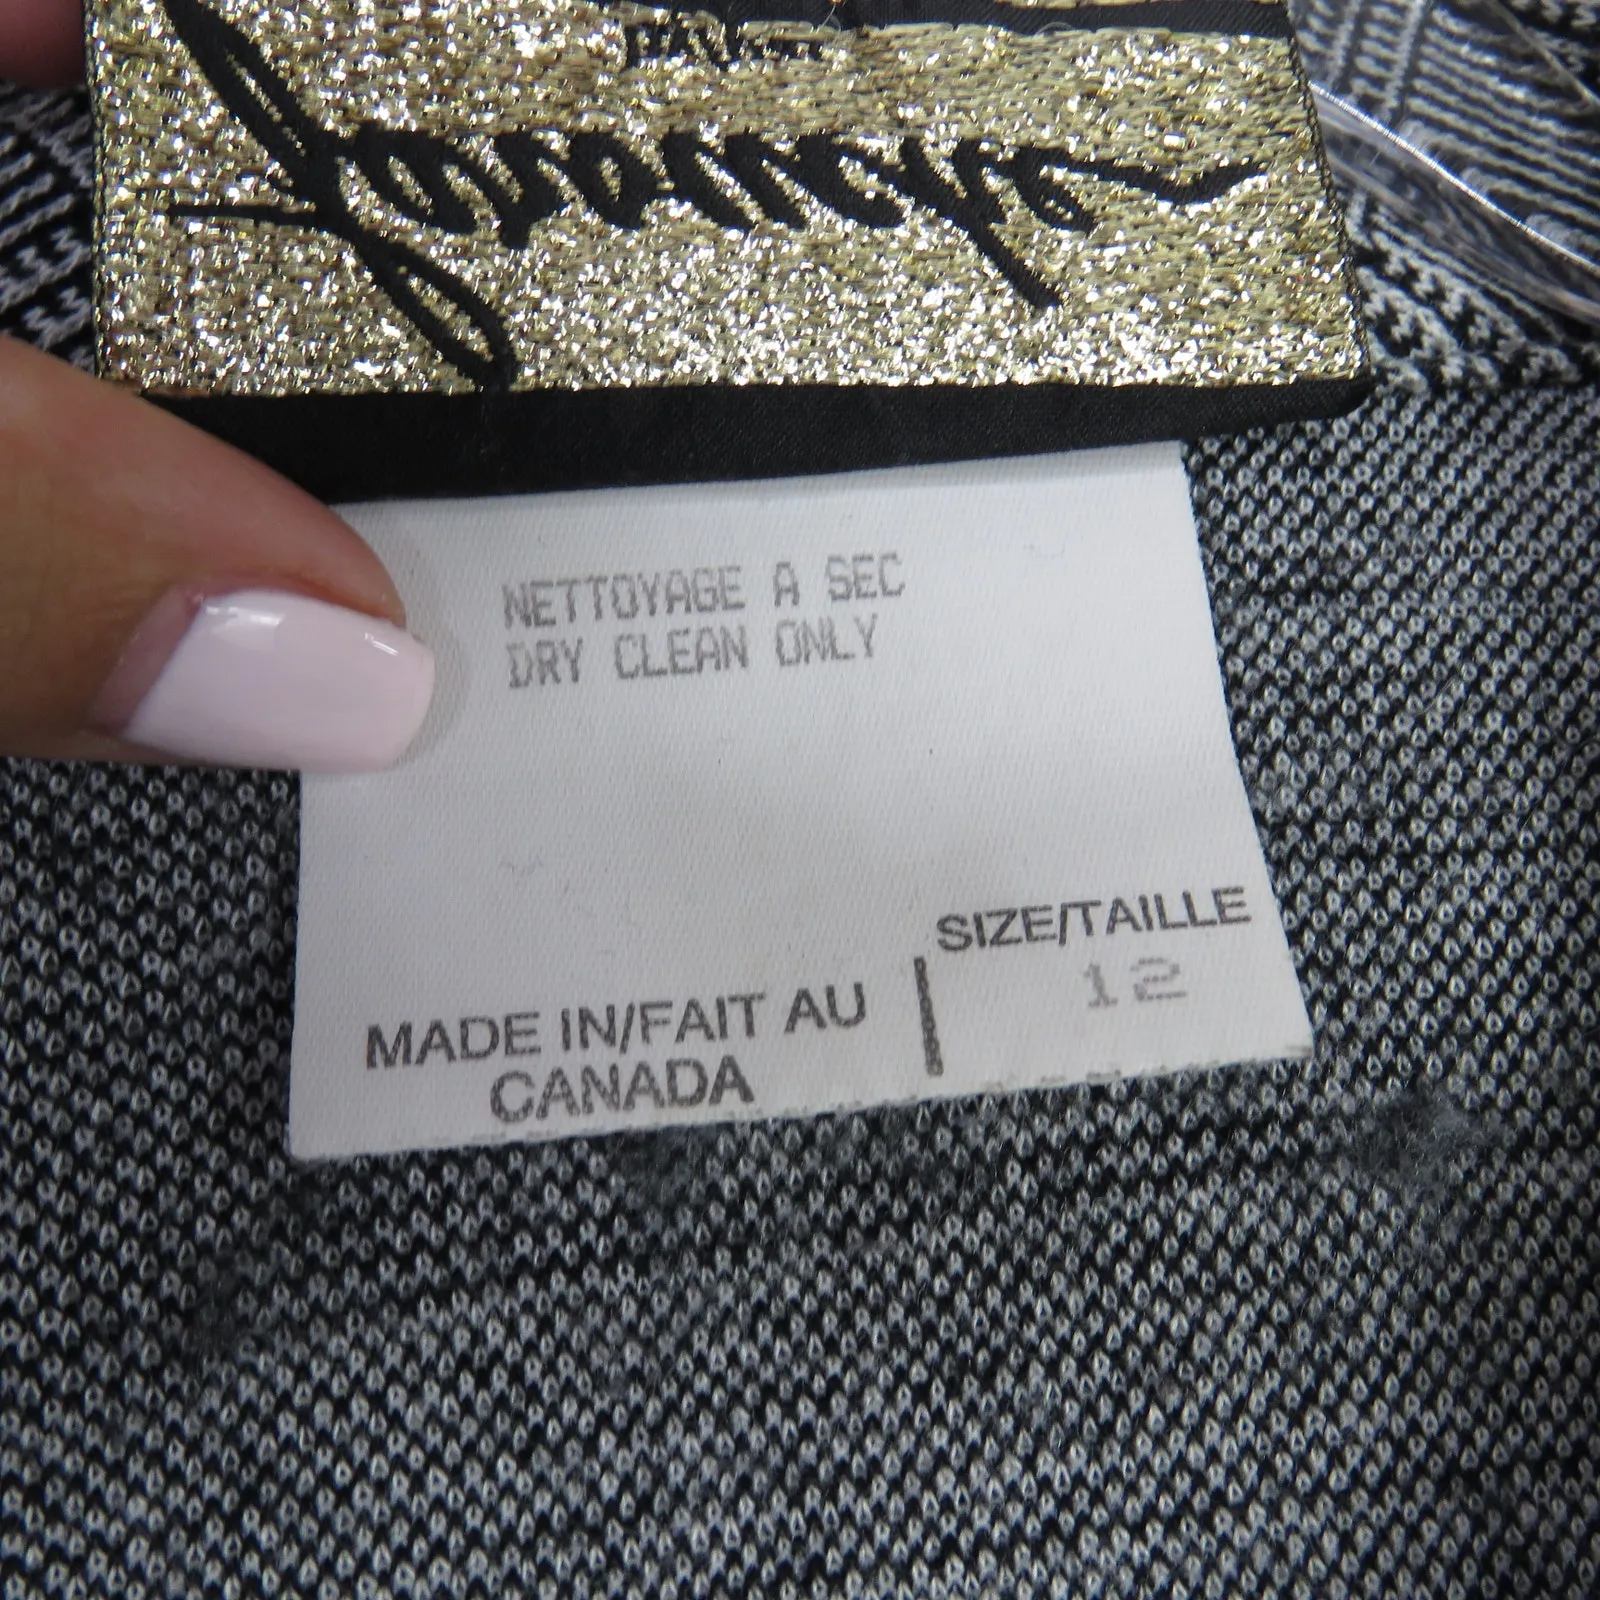 NETTOYAGE A SEC
DRY CLEAN ONLY
SIZE/TAILLE
12
MADE IN/FAIT AU
CANADA